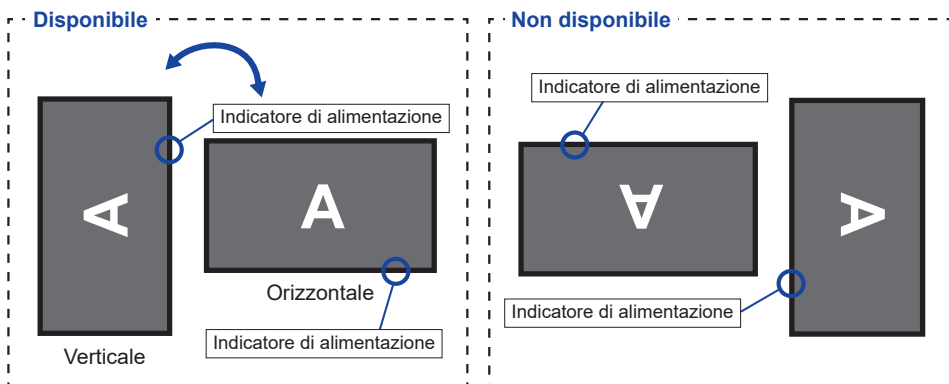 Disponibile
Indicatore di alimentazione
A
A
Orizzontale
Indicatore di alimentazione
Verticale
Non disponibile
Indicatore di alimentazione
A
A
Indicatore di alimentazione